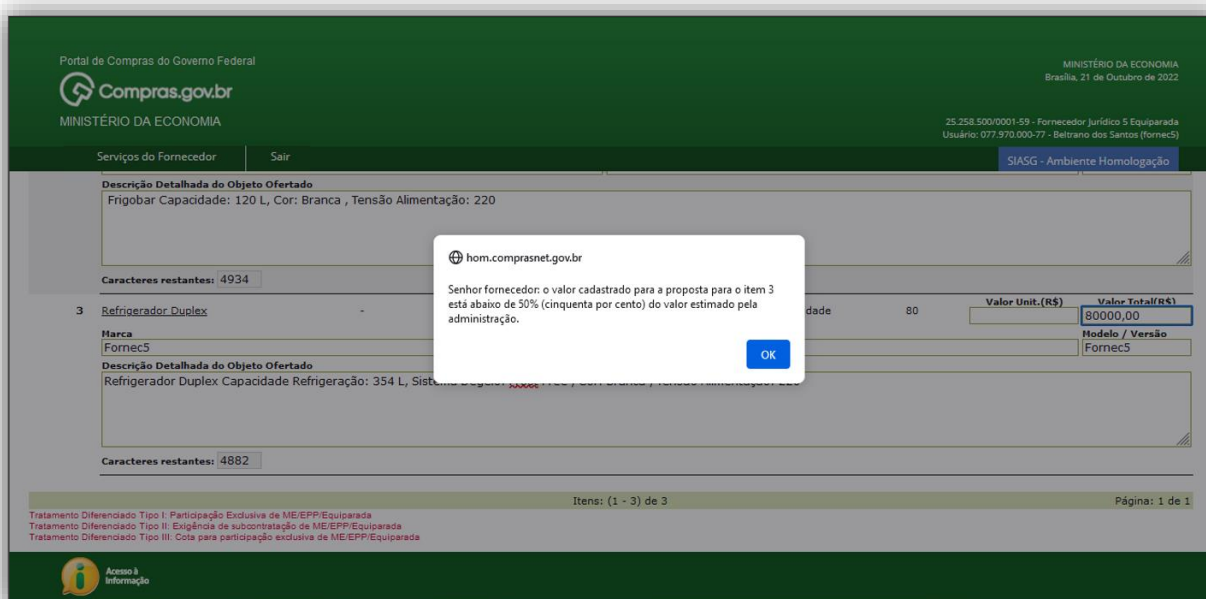 Portal de Compras do Governo Federal
MINISTÉRIO DA ECONOMIA
Brasília, 21 de Outubro de 2022
Compras.gov.br
MINISTÉRIO DA ECONOMIA
25.258.500/0001-59 - Fornecedor Jurídico 5 Equiparada
Usuário: 077.970.000-77 - Beltrano dos Santos (fornec5)
Serviços do Fornecedor
Sair
SIASG - Ambiente Homologação
Descrição Detalhada do Objeto Ofertado
Frigobar Capacidade: 120 L, Cor: Branca , Tensão Alimentação: 220
Caracteres restantes: 4934
hom.comprasnet.gov.br
Senhor fornecedor: o valor cadastrado para a proposta para o item 3
está abaixo de 50% (cinquenta por cento) do valor estimado pela
administração.
OK
Valor Unit.(R$) Valor Total(R$)
3 Refrigerador Duplex - dade 80 80000,00
Marca Modelo / Versão
Fornec5 Fornec5
Descrição Detalhada do Objeto Ofertado
Refrigerador Duplex Capacidade Refrigeração: 354 L,
Caracteres restantes: 4882
Itens: (1 - 3) de 3 Página: 1 de 1
Tratamento Diferenciado Tipo I: Participação Exclusiva de ME/EPP/Equiparada
Tratamento Diferenciado Tipo II: Exigência de subcontratação de ME/EPP/Equiparada
Tratamento Diferenciado Tipo III: Cota para participação exclusiva de ME/EPP/Equiparada
Acesso à
Informação